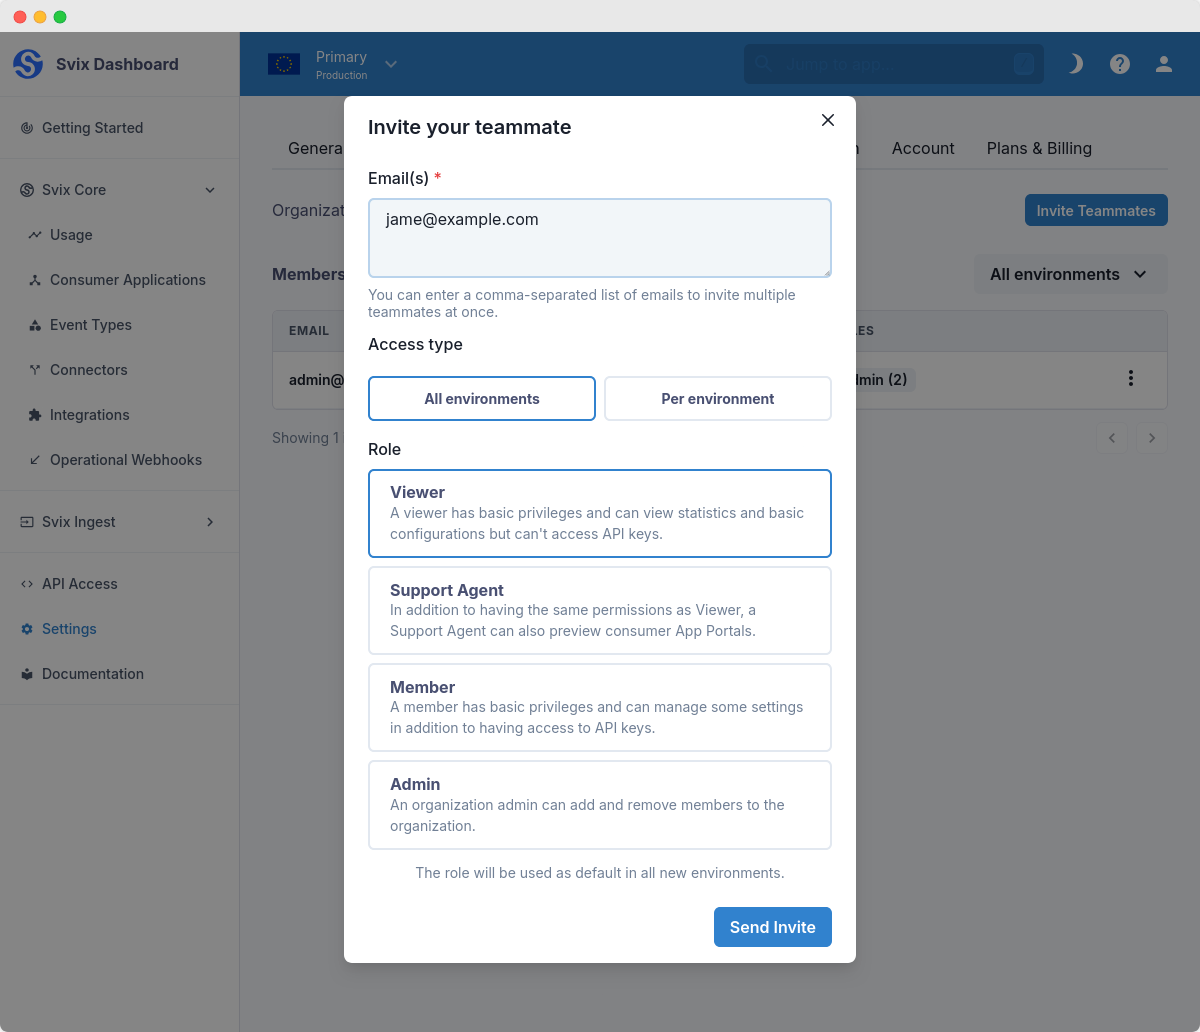 Svix Dashboard
Primary
Production
Jump to app...
Getting Started
Svix Core
Usage
Consumer Applications
Event Types
Connectors
Integrations
Operational Webhooks
Svix Ingest
API Access
Settings
Documentation
Genera
Account
Plans & Billing
Organizat
Invite Teammates
Members
All environments
EMAIL
ES
admin@
dmin (2)
Showing 1
Invite your teammate
Email(s) *
jame@example.com
You can enter a comma-separated list of emails to invite multiple
teammates at once.
Access type
All environments
Per environment
Role
Viewer
A viewer has basic privileges and can view statistics and basic
configurations but can't access API keys.
Support Agent
In addition to having the same permissions as Viewer, a
Support Agent can also preview consumer App Portals.
Member
A member has basic privileges and can manage some settings
in addition to having access to API keys.
Admin
An organization admin can add and remove members to the
organization.
The role will be used as default in all new environments.
Send Invite